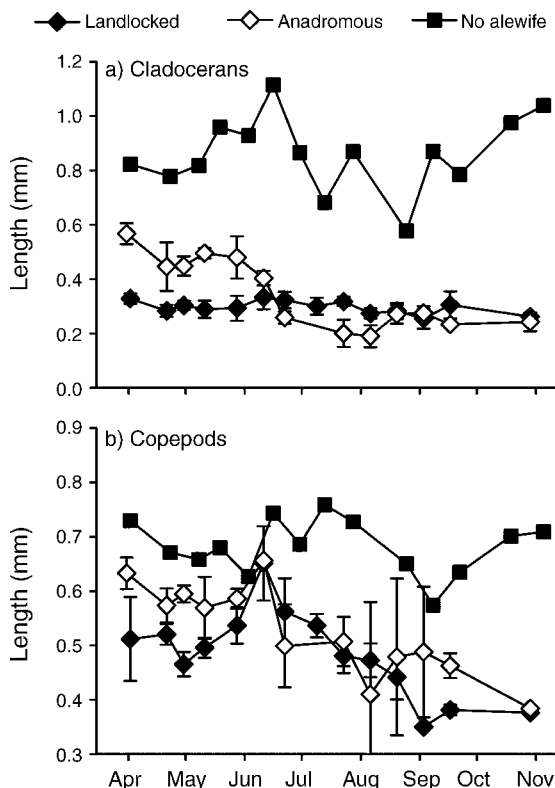 Landlocked Anadromous No alewife
a) Cladocerans
Length (mm)
1.2
1.0
0.8
0.6
0.4
0.2
0.0
b) Copepods
Length (mm)
0.9
0.8
0.7
0.6
0.5
0.4
0.3
Apr May Jun Jul Aug Sep Oct Nov